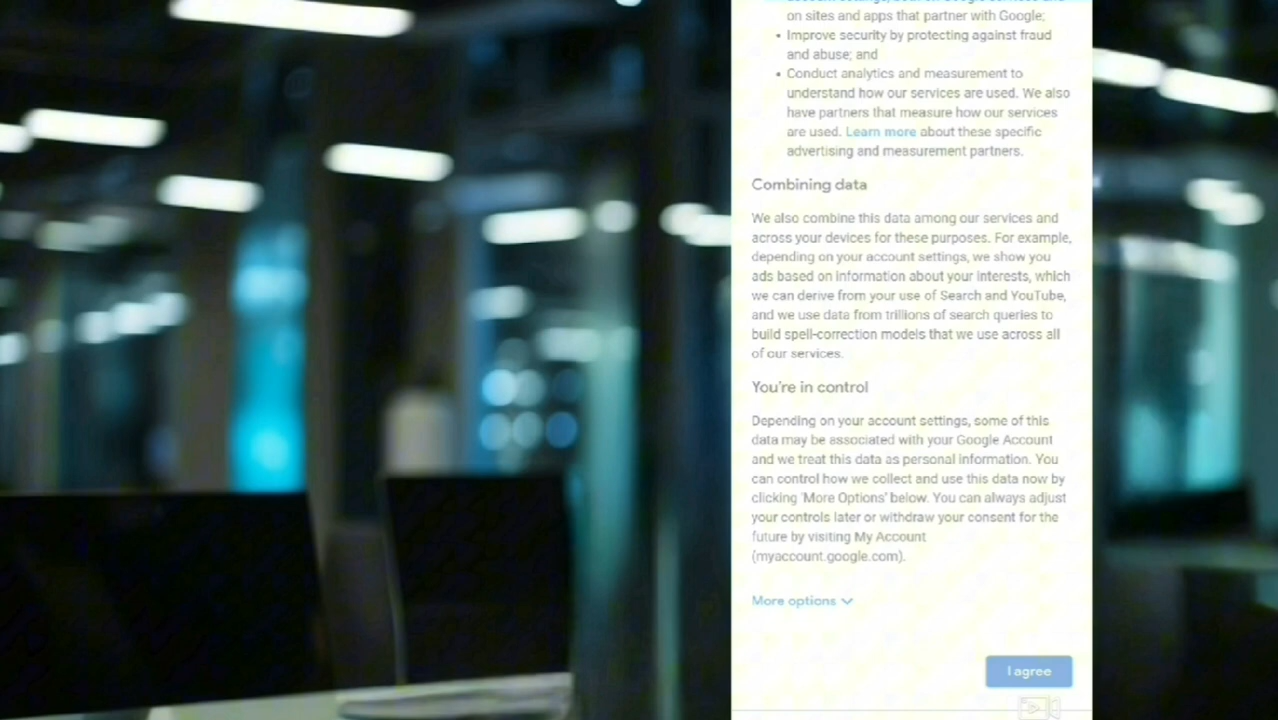 on sites and apps that partner with Google;
• Improve security by protecting against fraud
and abuse; and
• Conduct analytics and measurement to
understand how our services are used. We also
have partners that measure how our services
are used. Learn more about these specific
advertising and measurement partners.
Combining data
We also combine this data among our services and
across your devices for these purposes. For example,
depending on your account settings, we show you
ads based on information about your interests, which
we can derive from your use of Search and YouTube,
and we use data from trillions of search queries to
build spell-correction models that we use across all
of our services.
You're in control
Depending on your account settings, some of this
data may be associated with your Google Account
and we treat this data as personal information. You
can control how we collect and use this data now by
clicking 'More Options' below. You can always adjust
your controls later or withdraw your consent for the
future by visiting My Account
(myaccount.google.com).
More options
I agree